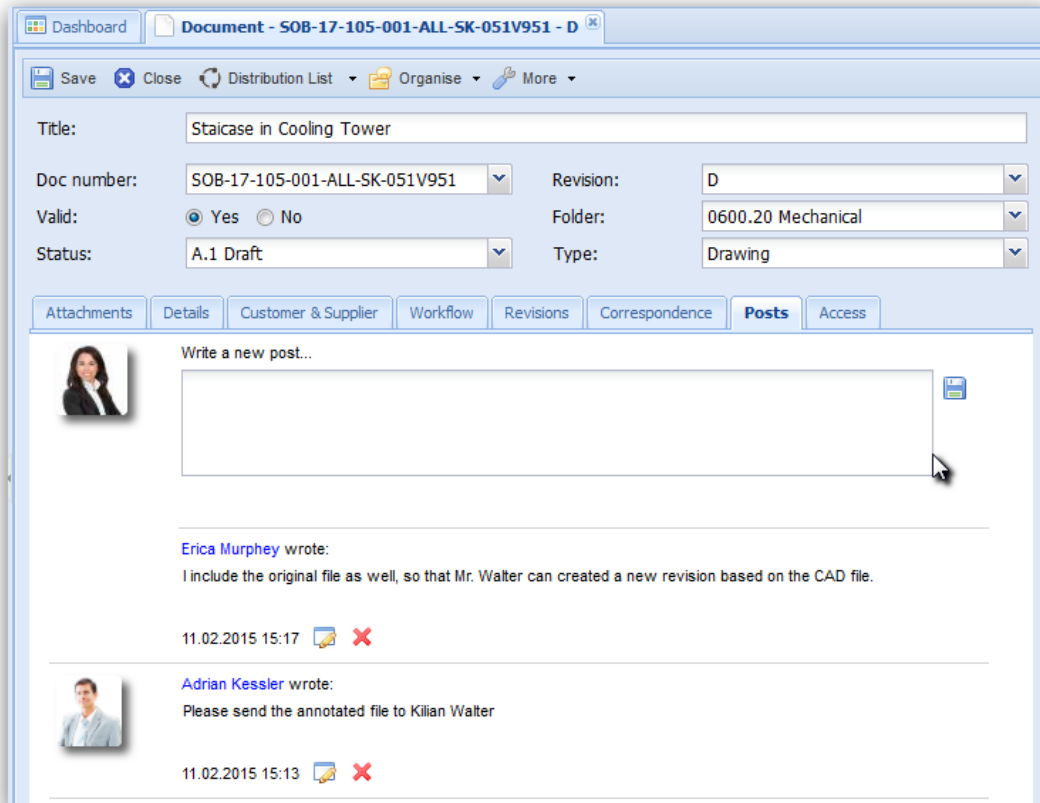 Dashboard Document - SOB-17-105-001-ALL-SK-051V951 - D
Save Close Distribution List Organise More
Title: Staicase in Cooling Tower
Doc number: SOB-17-105-001-ALL-SK-051V951 Revision: D
Valid: Yes No Folder: 0600.20 Mechanical
Status: A.1 Draft Type: Drawing
Attachments Details Customer & Supplier Workflow Revisions Correspondence Posts Access
Write a new post...
Erica Murphey wrote:
I include the original file as well, so that Mr. Walter can created a new revision based on the CAD file.
11.02.2015 15:17
Adrian Kessler wrote:
Please send the annotated file to Kilian Walter
11.02.2015 15:13